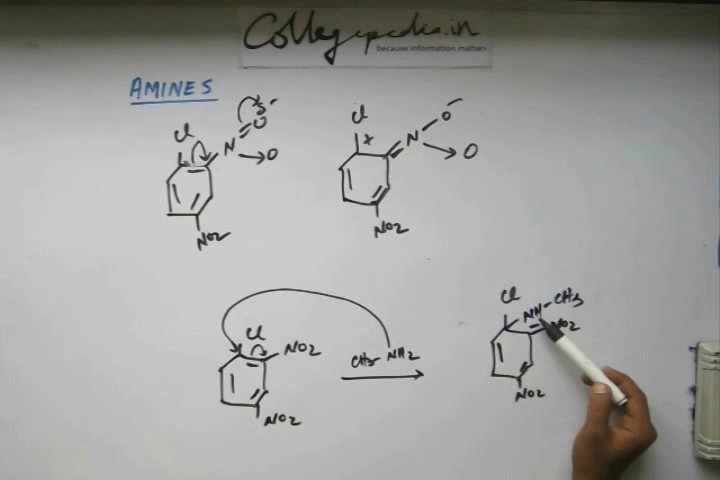 Collegepedia.in
because information matters
AMINES
Cl
N
O
O
NO2
Cl
N
O
O
NO2
Cl
NO2
NO2
CH3-NH2
Cl
NH-CH3
NO2
NO2